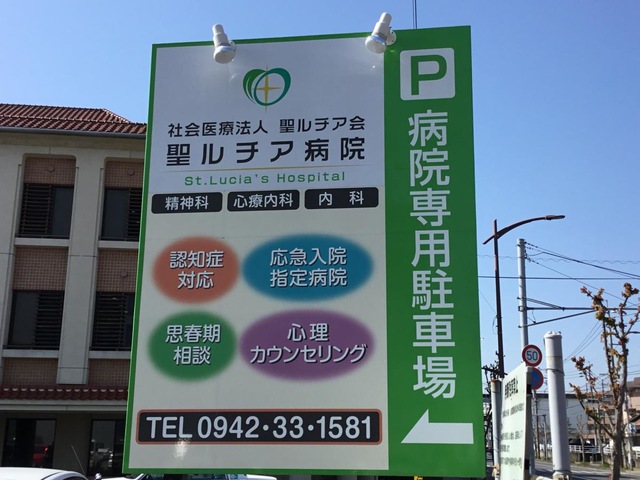 社会医療法人 聖ルチア会
聖ルチア病院
St.Lucia's Hospital
精神科 心療内科 内科
認知症
対応
応急入院
指定病院
思春期
相談
心理
カウンセリング
TEL 0942・33・1581
P
病院専用駐車場
50